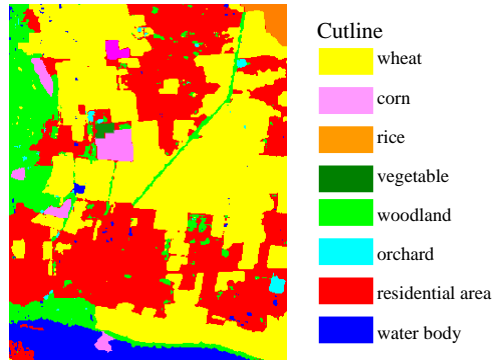 Cutline
wheat
corn
rice
vegetable
woodland
orchard
residential area
water body